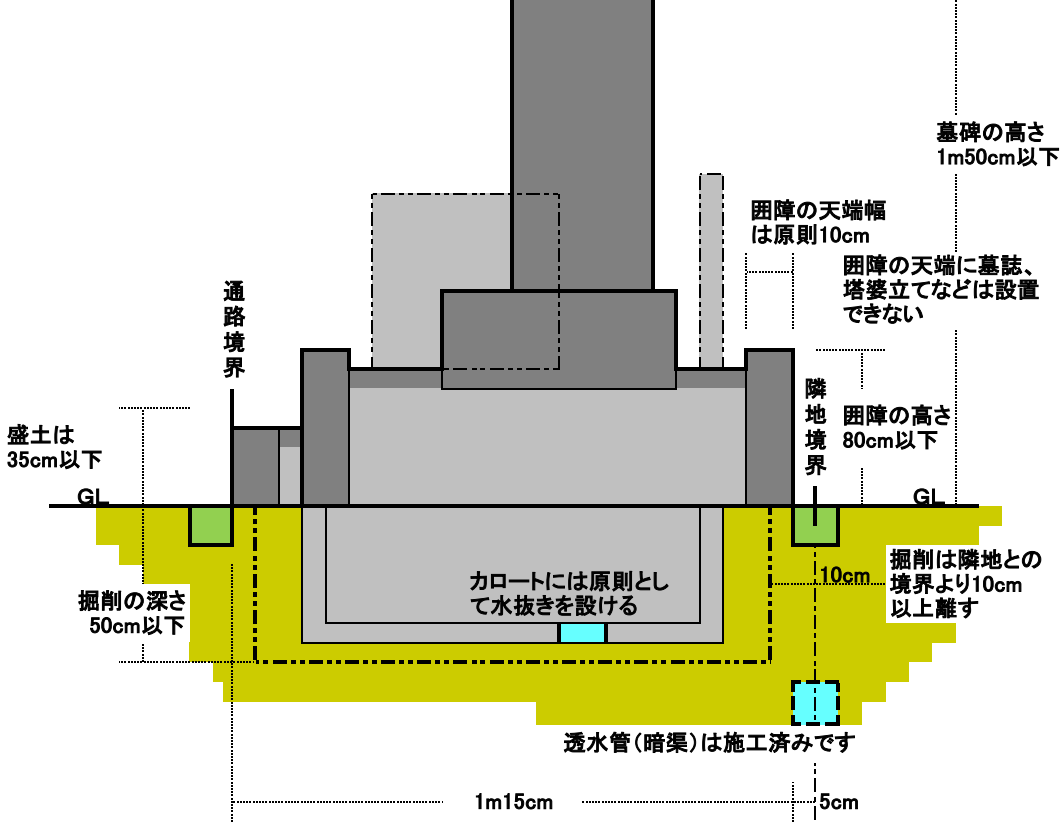 墓碑の高さ
1m50cm以下
囲障の天端幅
は原則10cm
囲障の天端に墓誌、
塔婆立てなどは設置
できない
通路境界
隣地境界
囲障の高さ
80cm以下
盛土は
35cm以下
GL
GL
掘削の深さ
50cm以下
カロートには原則とし
て水抜きを設ける
10cm
掘削は隣地との
境界より10cm
以上離す
透水管（暗渠）は施工済みです
1m15cm
5cm